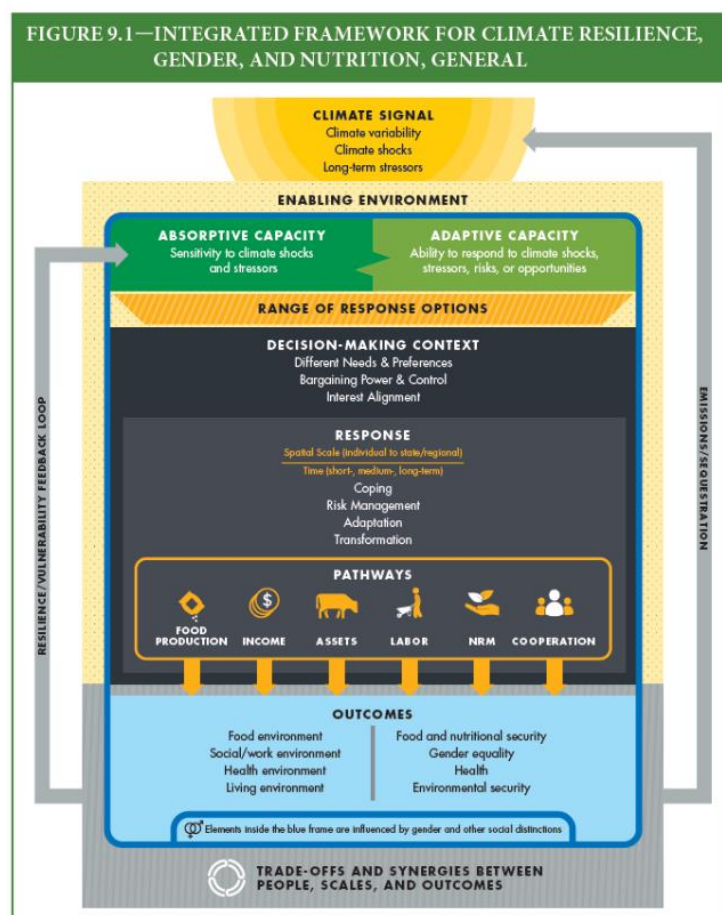 FIGURE 9.1—INTEGRATED FRAMEWORK FOR CLIMATE RESILIENCE,
GENDER, AND NUTRITION, GENERAL
CLIMATE SIGNAL
Climate variability
Climate shocks
Long-term stressors
ENABLING ENVIRONMENT
ABSORPTIVE CAPACITY
Sensitivity to climate shocks
and stressors
ADAPTIVE CAPACITY
Ability to respond to climate shocks,
stressors, risks, or opportunities
RANGE OF RESPONSE OPTIONS
DECISION-MAKING CONTEXT
Different Needs & Preferences
Bargaining Power & Control
Interest Alignment
RESPONSE
Spatial Scale (individual to state/regional)
Time (short-, medium-, long-term)
Coping
Risk Management
Adaptation
Transformation
PATHWAYS
$
FOOD
PRODUCTION
INCOME
ASSETS
LABOR
NRM
COOPERATION
OUTCOMES
Food environment
Social/work environment
Health environment
Living environment
Food and nutritional security
Gender equality
Health
Environmental security
Elements inside the blue frame are influenced by gender and other social distinctions
TRADE-OFFS AND SYNERGIES BETWEEN
PEOPLE, SCALES, AND OUTCOMES
RESILIENCE/VULNERABILITY FEEDBACK LOOP
EMISSIONS/SEQUESTRATION